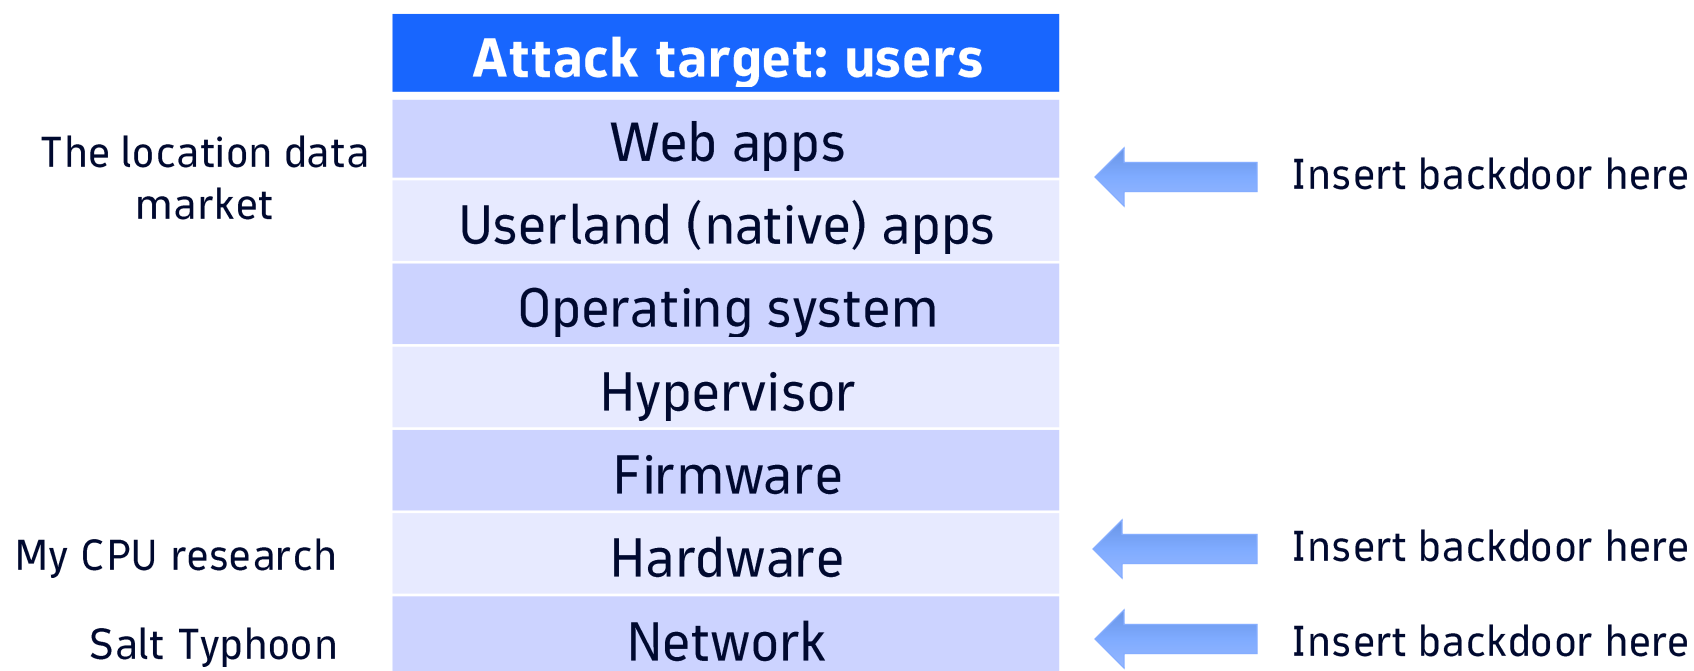 Attack target: users
The location data
market
Web apps
Insert backdoor here
Userland (native) apps
Operating system
Hypervisor
Firmware
My CPU research
Hardware
Insert backdoor here
Salt Typhoon
Network
Insert backdoor here